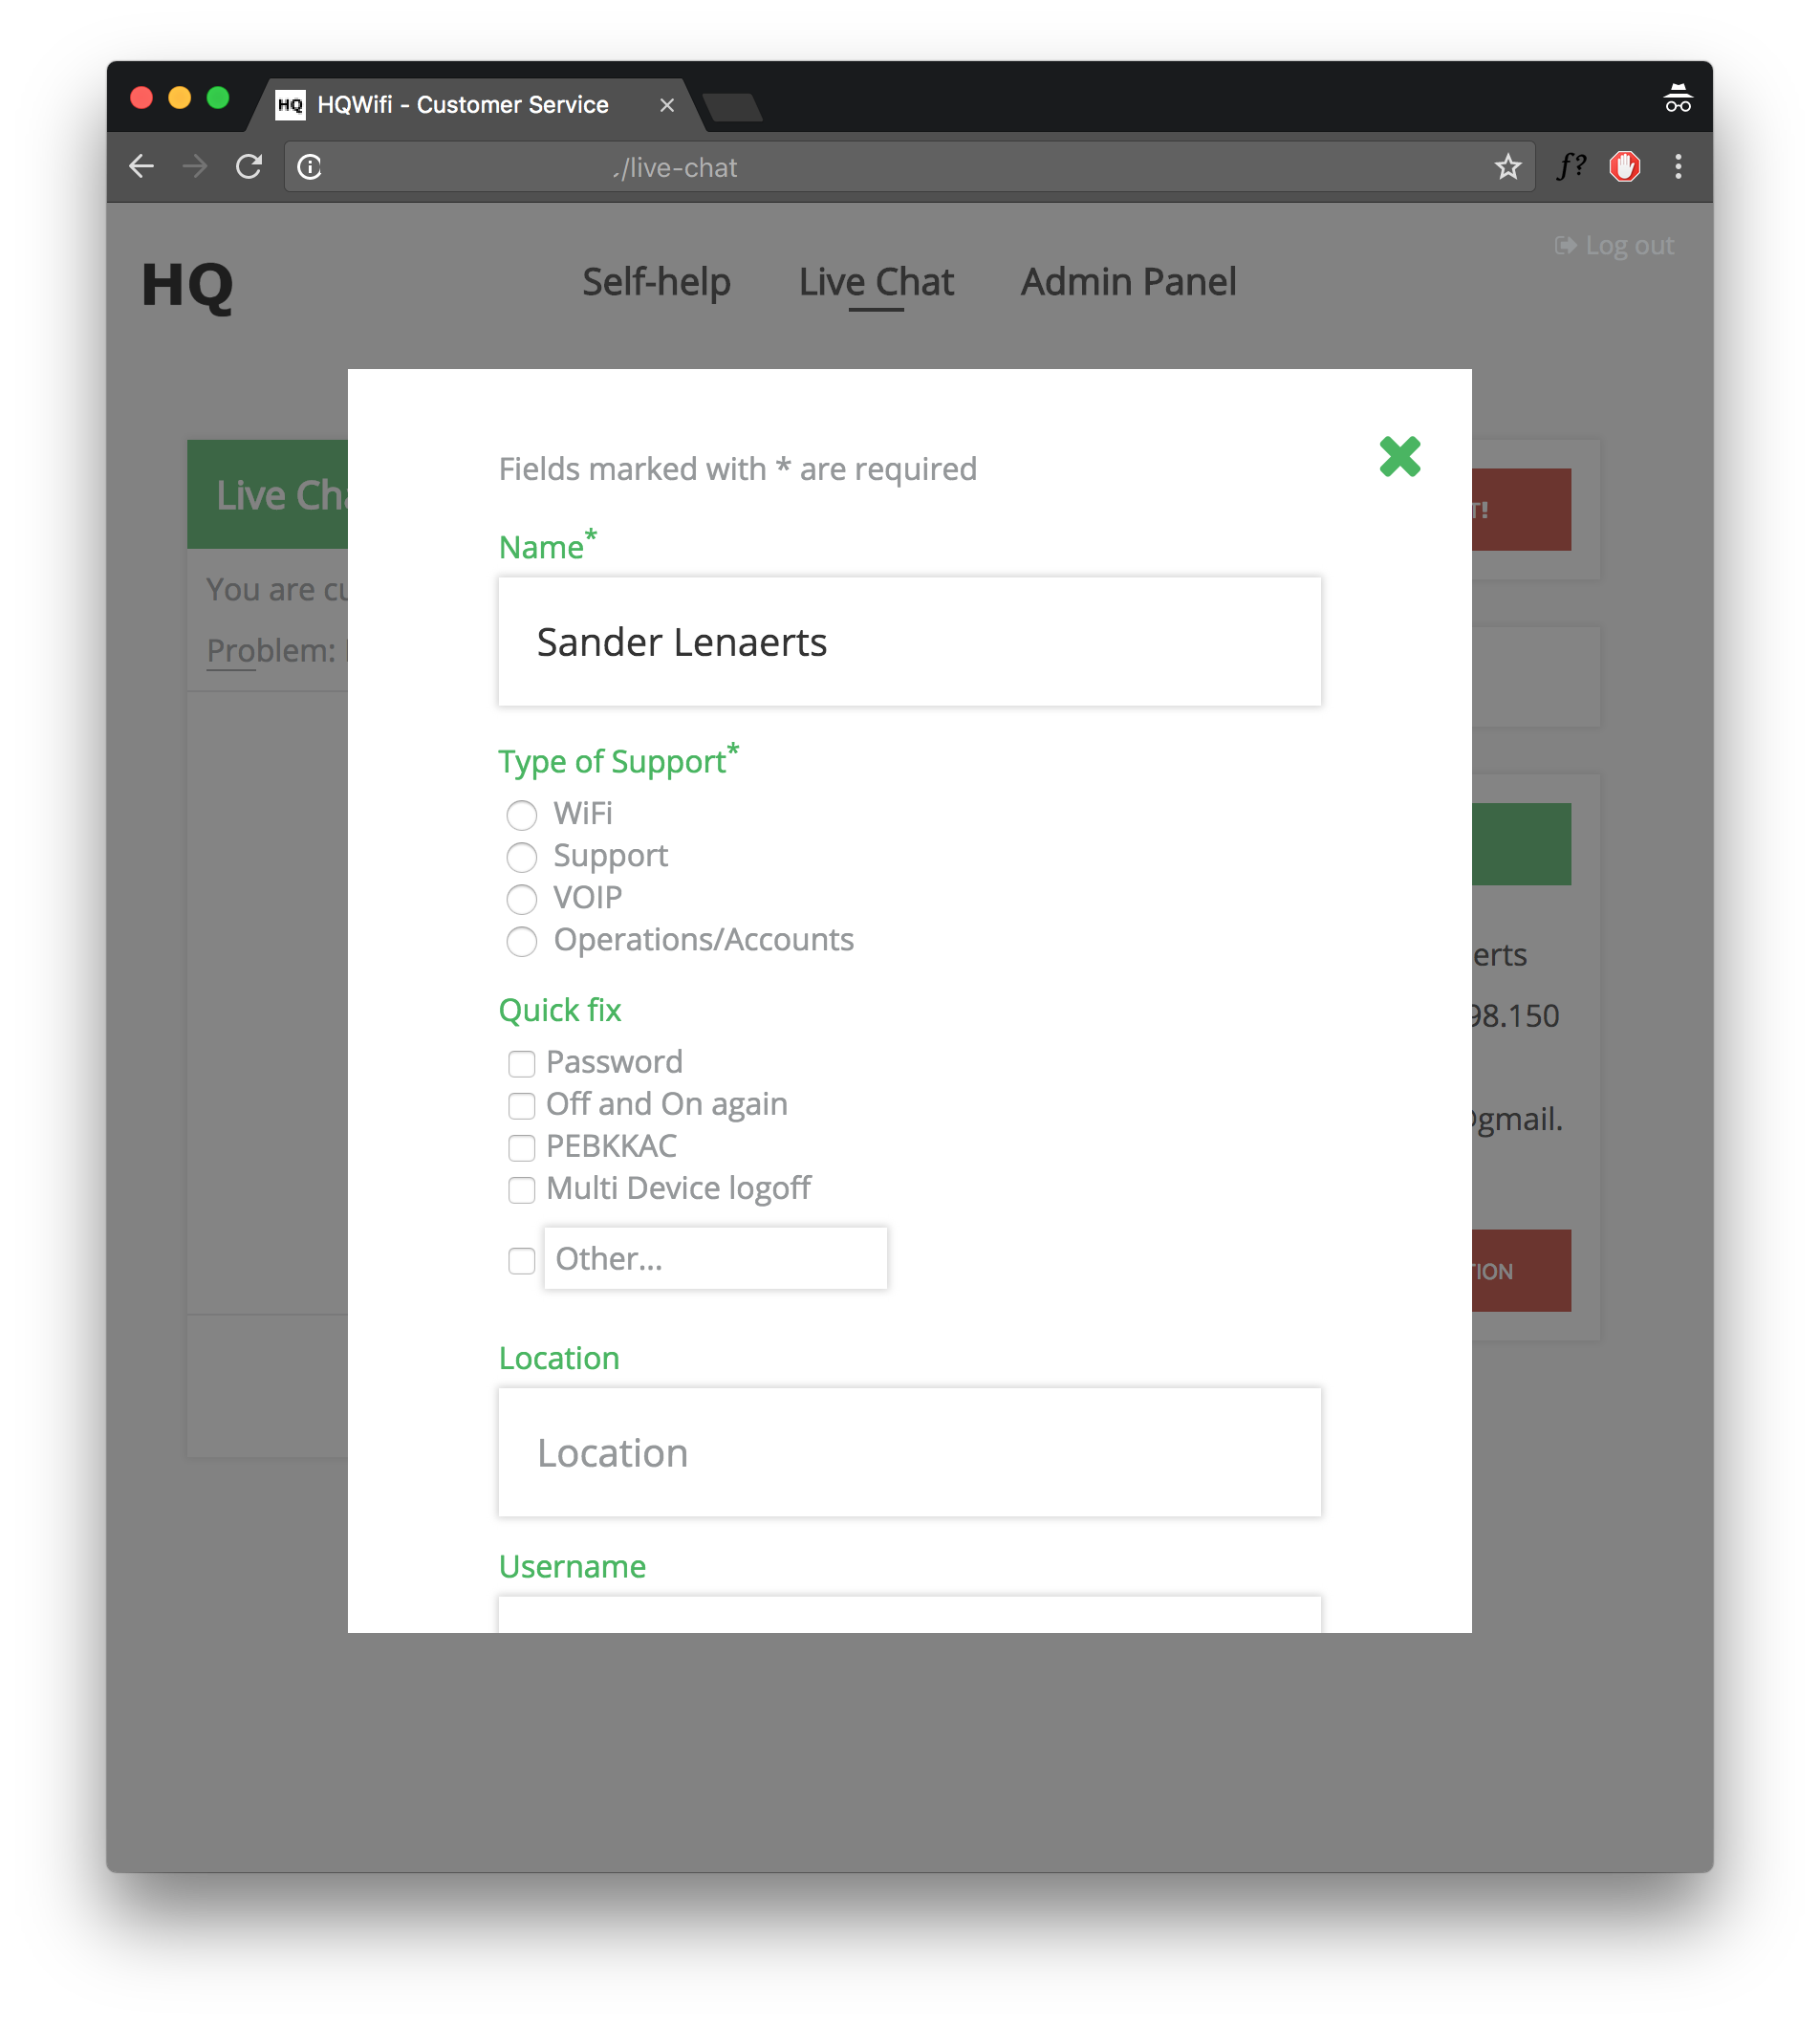 HQ HQWifi - Customer Service
/live-chat
f?
Log out
HQ Self-help Live Chat Admin Panel
Fields marked with * are required
Live Cha
T!
Name*
You are cu
Sander Lenaerts
Problem:
Type of Support*
WiFi
Support
VOIP
Operations/Accounts
erts
Quick fix
98.150
Password
Off and On again
@gmail.
PEBKKAC
Multi Device logoff
Other...
TION
Location
Location
Username